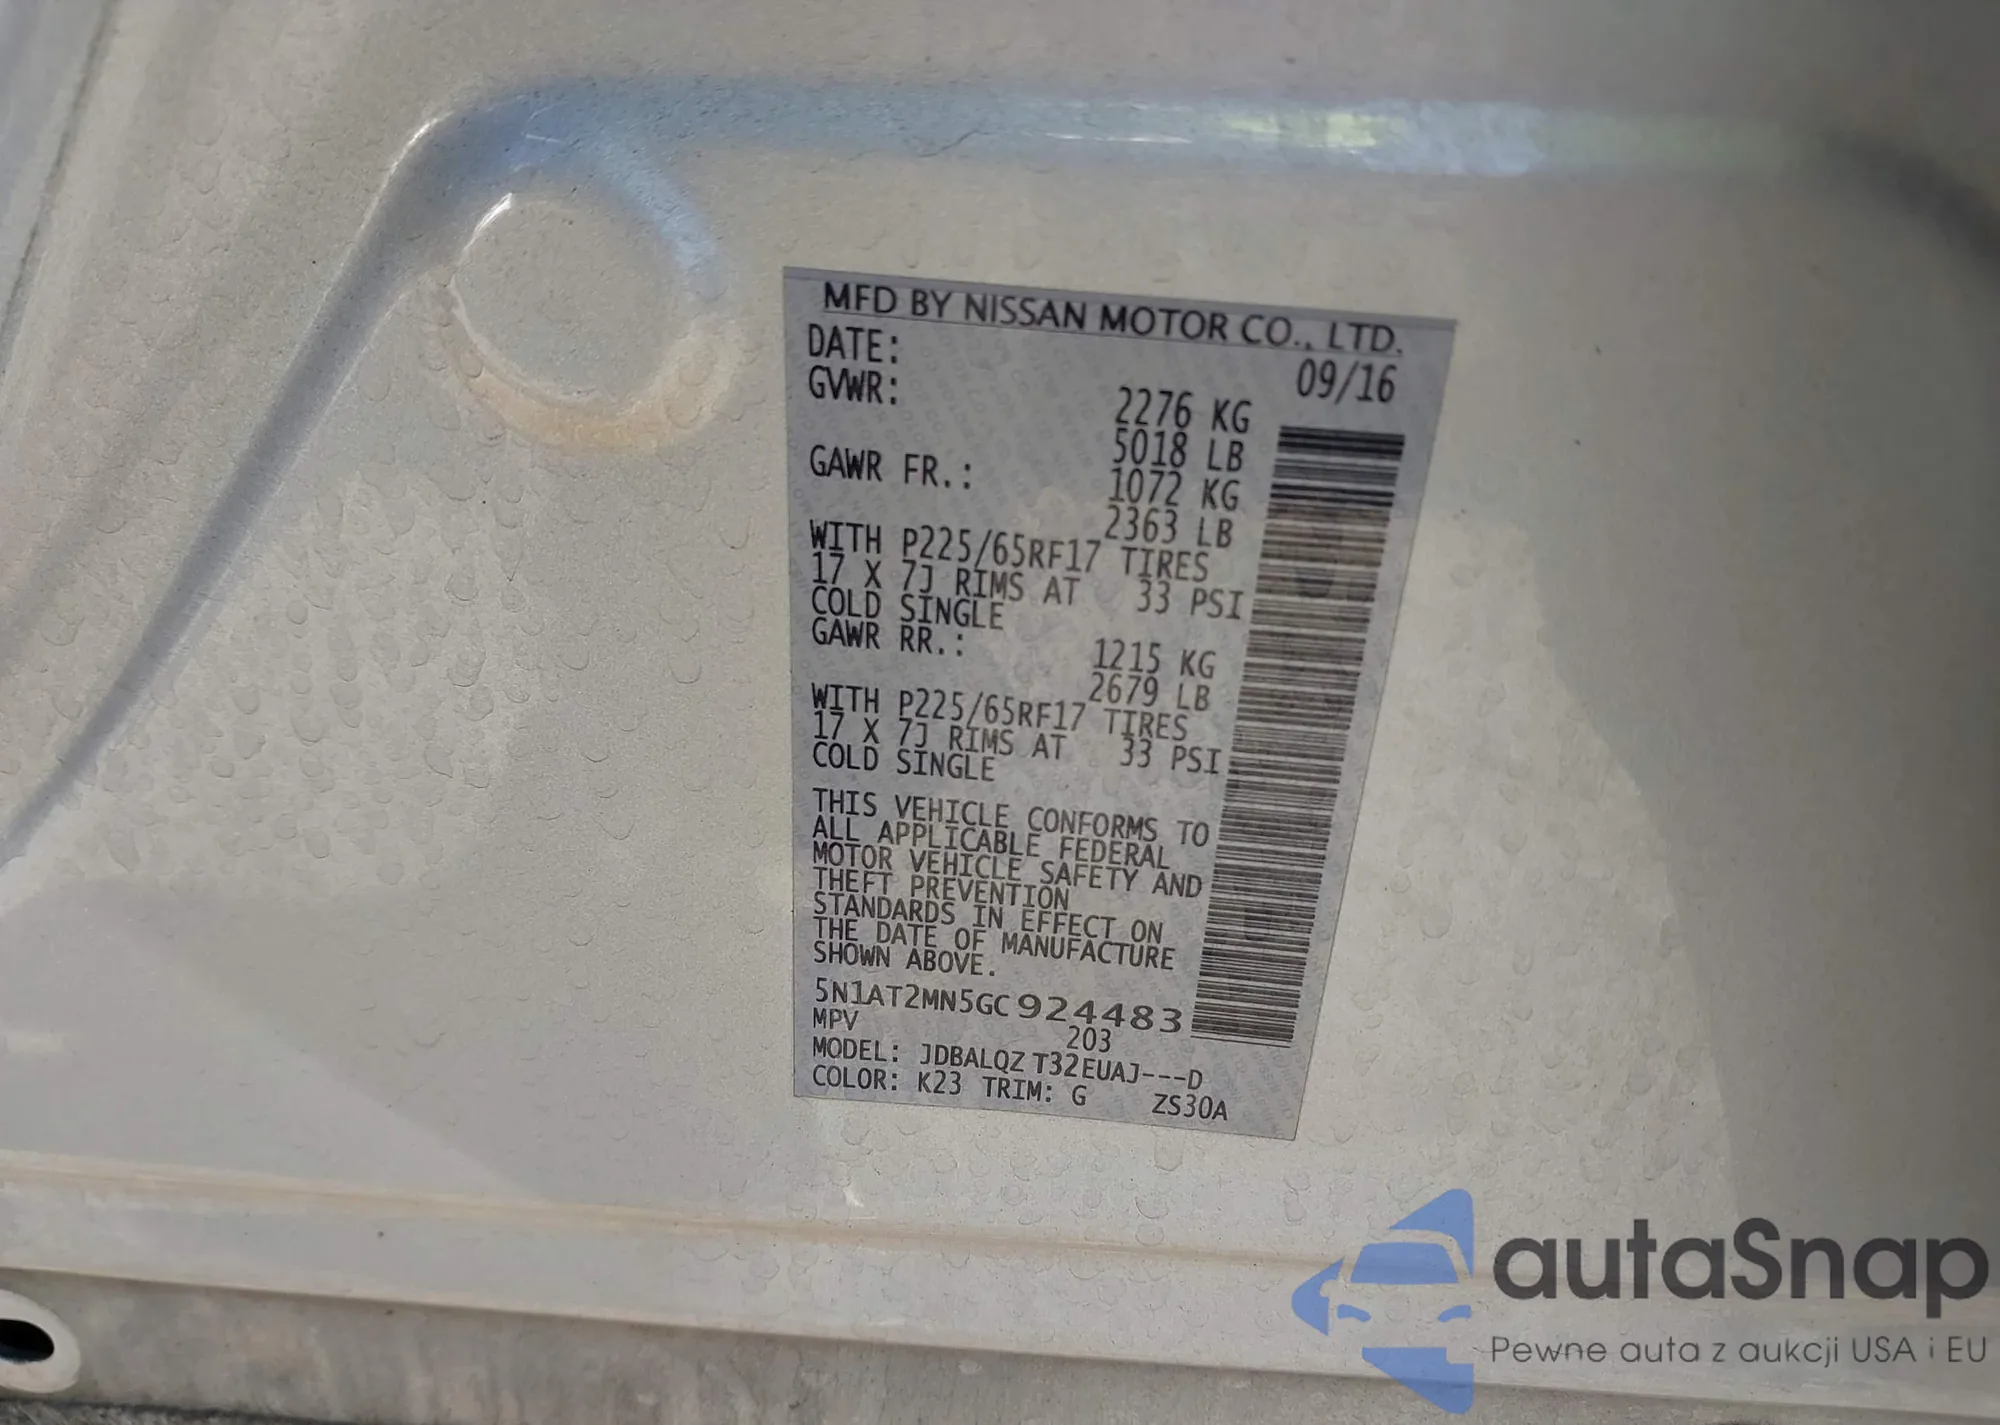 MFD BY NISSAN MOTOR CO., LTD.
DATE: 09/16
GVWR: 2276 KG
5018 LB
GAWR FR.: 1072 KG
2363 LB
WITH P225/65RF17 TIRES
17 X 7J RIMS AT 33 PSI
COLD SINGLE
GAWR RR.: 1215 KG
2679 LB
WITH P225/65RF17 TIRES
17 X 7J RIMS AT 33 PSI
COLD SINGLE
THIS VEHICLE CONFORMS TO
ALL APPLICABLE FEDERAL
MOTOR VEHICLE SAFETY AND
THEFT PREVENTION
STANDARDS IN EFFECT ON
THE DATE OF MANUFACTURE
SHOWN ABOVE.
5N1AT2MN5GC924483
MPV 203
MODEL: JDBALQZ T32EUAJ---D
COLOR: K23 TRIM: G ZS30A
autaSnap
Pewne auta z aukcji USA i EU